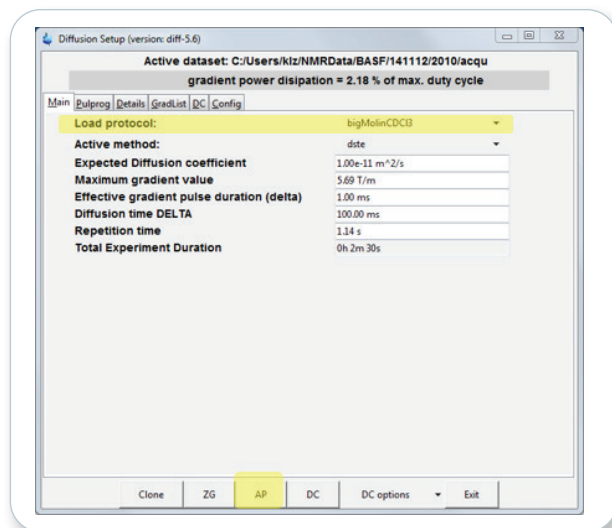 Diffusion Setup (version: diff-5.6)
Active dataset: C:/Users/klz/NMRData/BASF/141112/2010/acqu
gradient power disipation = 2.18 % of max. duty cycle
Main Pulprog Details GradList DC Config
Load protocol: bigMolinCDCl3
Active method: dste
Expected Diffusion coefficient 1.00e-11 m^2/s
Maximum gradient value 5.69 T/m
Effective gradient pulse duration (delta) 1.00 ms
Diffusion time DELTA 100.00 ms
Repetition time 1.14 s
Total Experiment Duration 0h 2m 30s
Clone ZG AP DC DC options Exit